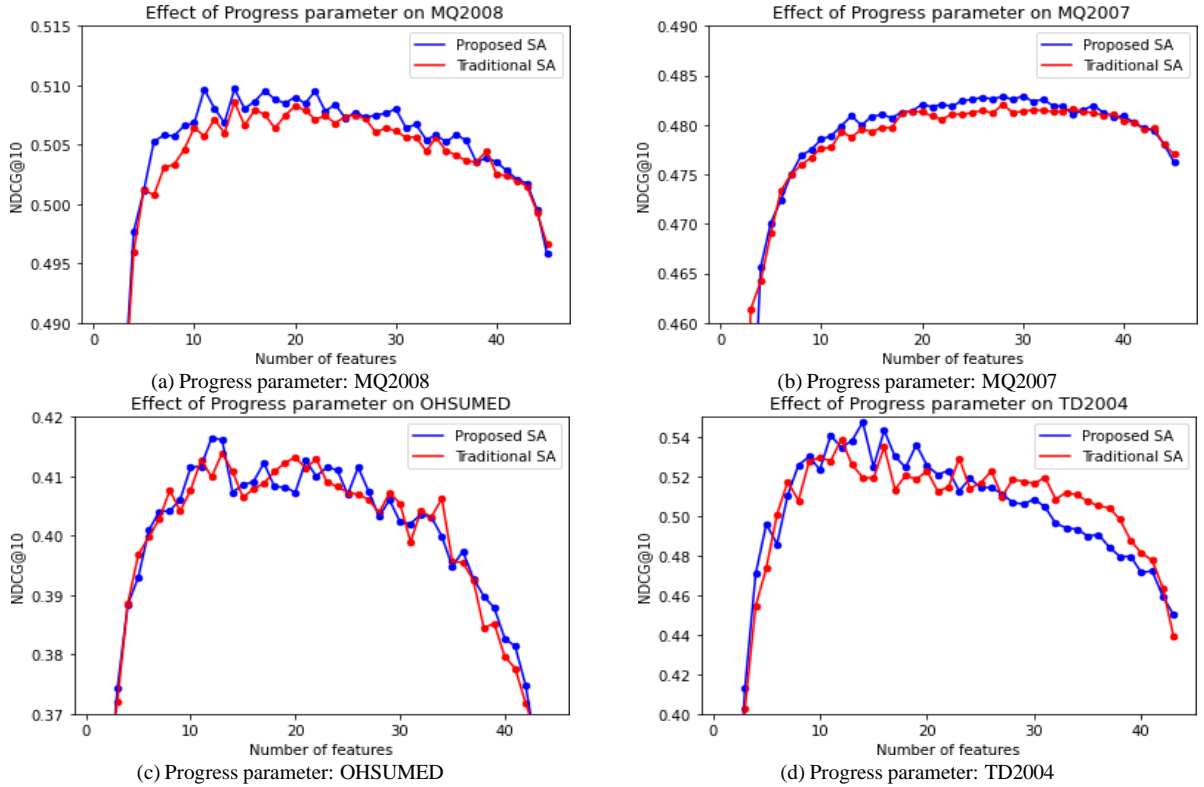 Effect of Progress parameter on MQ2008
0.515
0.510
0.505
0.500
0.495
0.490
NDCG@10
Proposed SA
Traditional SA
0 10 20 30 40
Number of features
(a) Progress parameter: MQ2008
Effect of Progress parameter on MQ2007
0.490
0.485
0.480
0.475
0.470
0.465
0.460
NDCG@10
Proposed SA
Traditional SA
0 10 20 30 40
Number of features
(b) Progress parameter: MQ2007
Effect of Progress parameter on OHSUMED
0.42
0.41
0.40
0.39
0.38
0.37
NDCG@10
Proposed SA
Traditional SA
0 10 20 30 40
Number of features
(c) Progress parameter: OHSUMED
Effect of Progress parameter on TD2004
0.54
0.52
0.50
0.48
0.46
0.44
0.42
0.40
NDCG@10
Proposed SA
Traditional SA
0 10 20 30 40
Number of features
(d) Progress parameter: TD2004